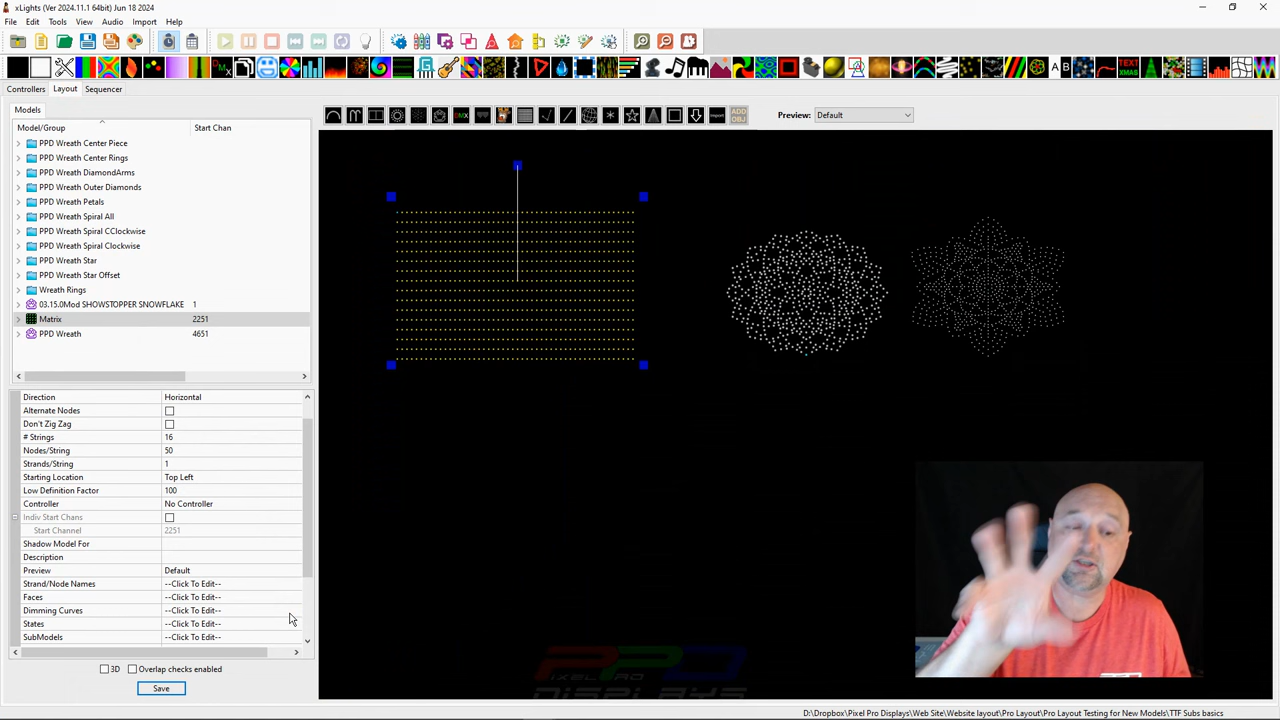 xLights (Ver 2024.11.1 64bit) Jun 18 2024
File Edit Tools View Audio Import Help
Controllers Layout Sequencer
Models
Preview: Default
Model/Group Start Chan
PPD Wreath Center Piece
PPD Wreath Center Rings
PPD Wreath DiamondArms
PPD Wreath Outer Diamonds
PPD Wreath Petals
PPD Wreath Spiral All
PPD Wreath Spiral CClockwise
PPD Wreath Spiral Clockwise
PPD Wreath Star
PPD Wreath Star Offset
Wreath Rings
03.15.0Mod SHOWSTOPPER SNOWFLAKE 1
Matrix 2251
PPD Wreath 4651
Direction Horizontal
Alternate Nodes
Don't Zig Zag
# Strings 16
Nodes/String 50
Strands/String 1
Starting Location Top Left
Low Definition Factor 100
Controller No Controller
Indiv Start Chans
Start Channel 2251
Shadow Model For
Description
Preview Default
Strand/Node Names --Click To Edit--
Faces --Click To Edit--
Dimming Curves --Click To Edit--
States --Click To Edit--
SubModels --Click To Edit--
3D Overlap checks enabled
Save
PPD
PIXEL PRO
DISPLAYS
D:\Dropbox\Pixel Pro Displays\Web Site\Website layout\Pro Layout\Pro Layout Testing for New Models\TTF Subs basics